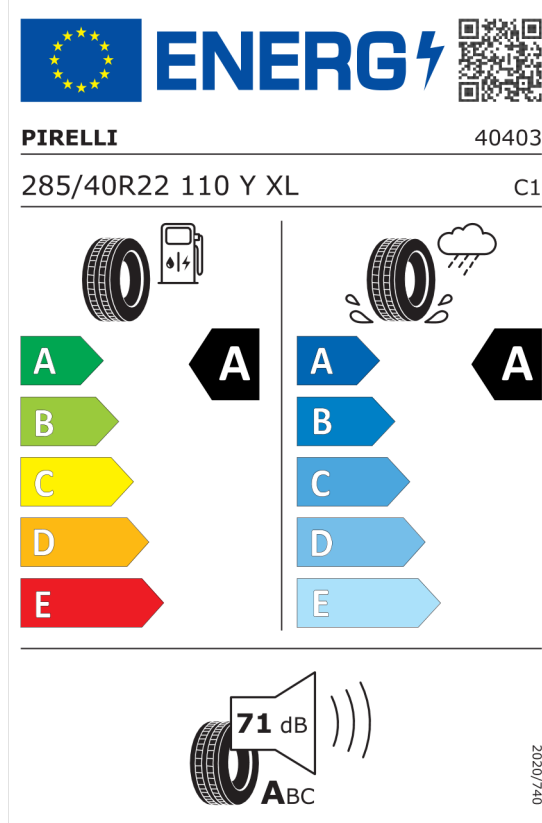 ENERG
PIRELLI 40403
285/40R22 110 Y XL C1
A A A A
B B
C C
D D
E E
71 dB
ABC
2020/740